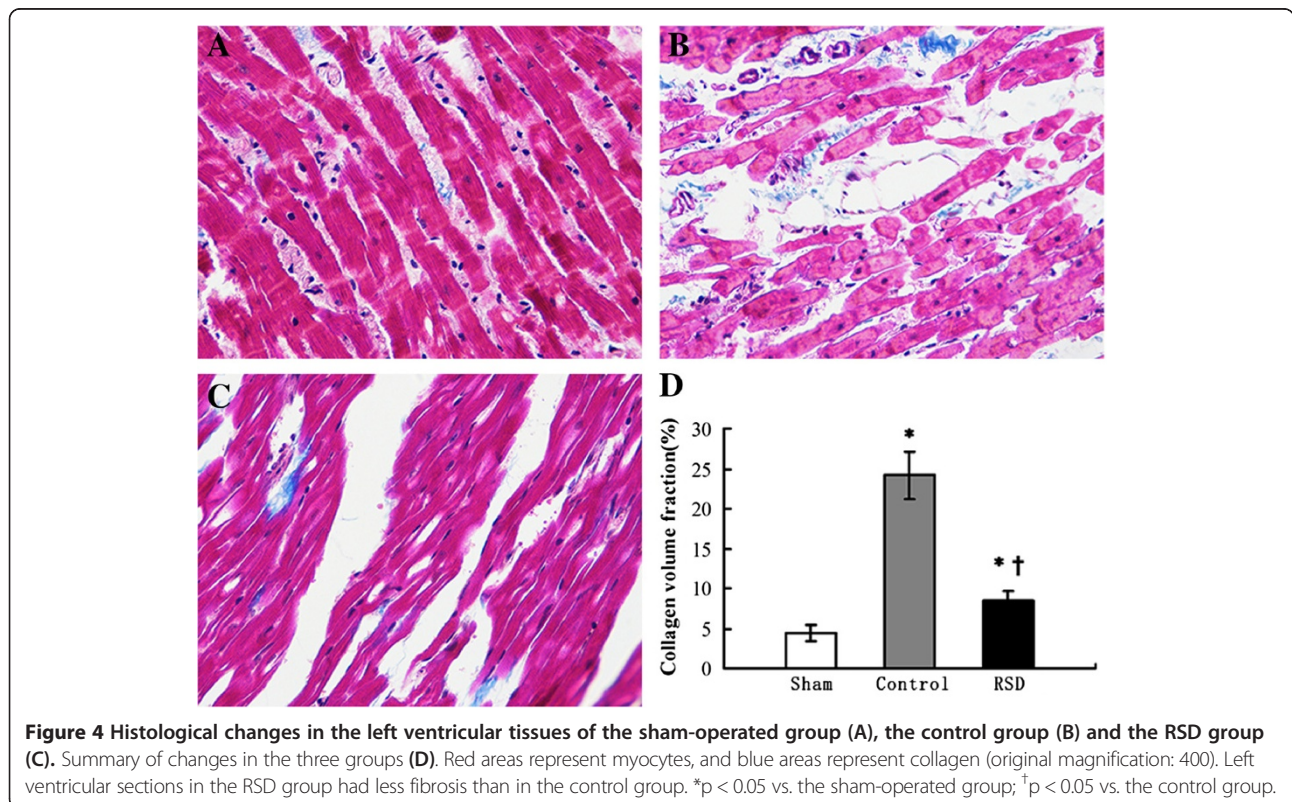 A
B
C
D
Collagen volume fraction(%)
30
25
20
15
10
5
0
*
* †
Sham Control RSD
Figure 4 Histological changes in the left ventricular tissues of the sham-operated group (A), the control group (B) and the RSD group
(C). Summary of changes in the three groups (D). Red areas represent myocytes, and blue areas represent collagen (original magnification: 400). Left
ventricular sections in the RSD group had less fibrosis than in the control group. *p < 0.05 vs. the sham-operated group; †p < 0.05 vs. the control group.